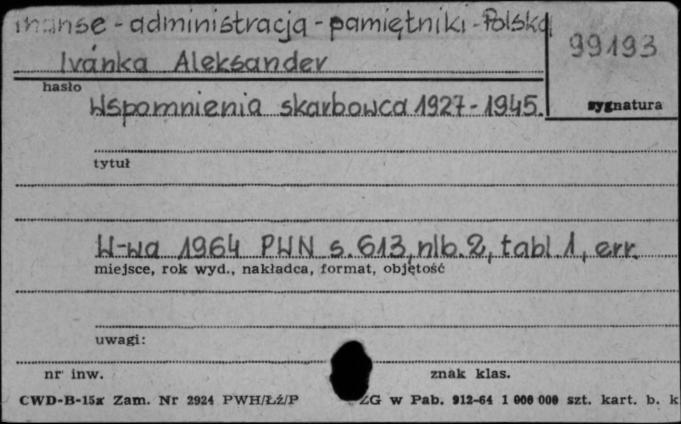 finanse - administracja - pamiętniki - Polska
99193
Ivánka Aleksander
hasło
sygnatura
Wspomnienia skarbowca 1927-1945.
tytuł
W-wa 1964 PWN s. 613, nlb. 2, tabl. 1, err.
miejsce, rok wyd., nakładca, format, objętość
uwagi:
nr inw.
znak klas.
CWD-B-15x Zam. Nr 2924 PWH/Łź/P ZG w Pab. 912-64 1 000 000 szt. kart. b. k